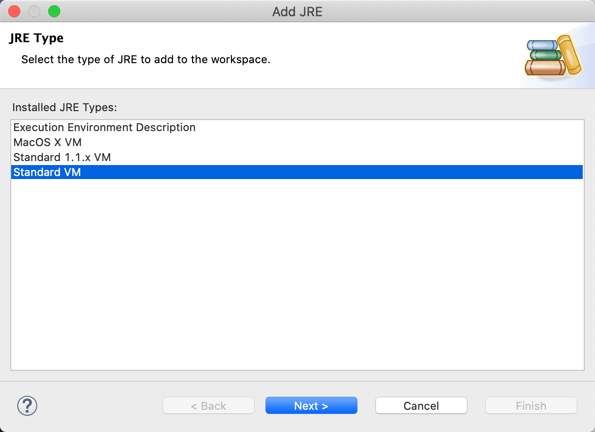 Add JRE
JRE Type
Select the type of JRE to add to the workspace.
Installed JRE Types:
Execution Environment Description
MacOS X VM
Standard 1.1.x VM
Standard VM
?
< Back
Next >
Cancel
Finish